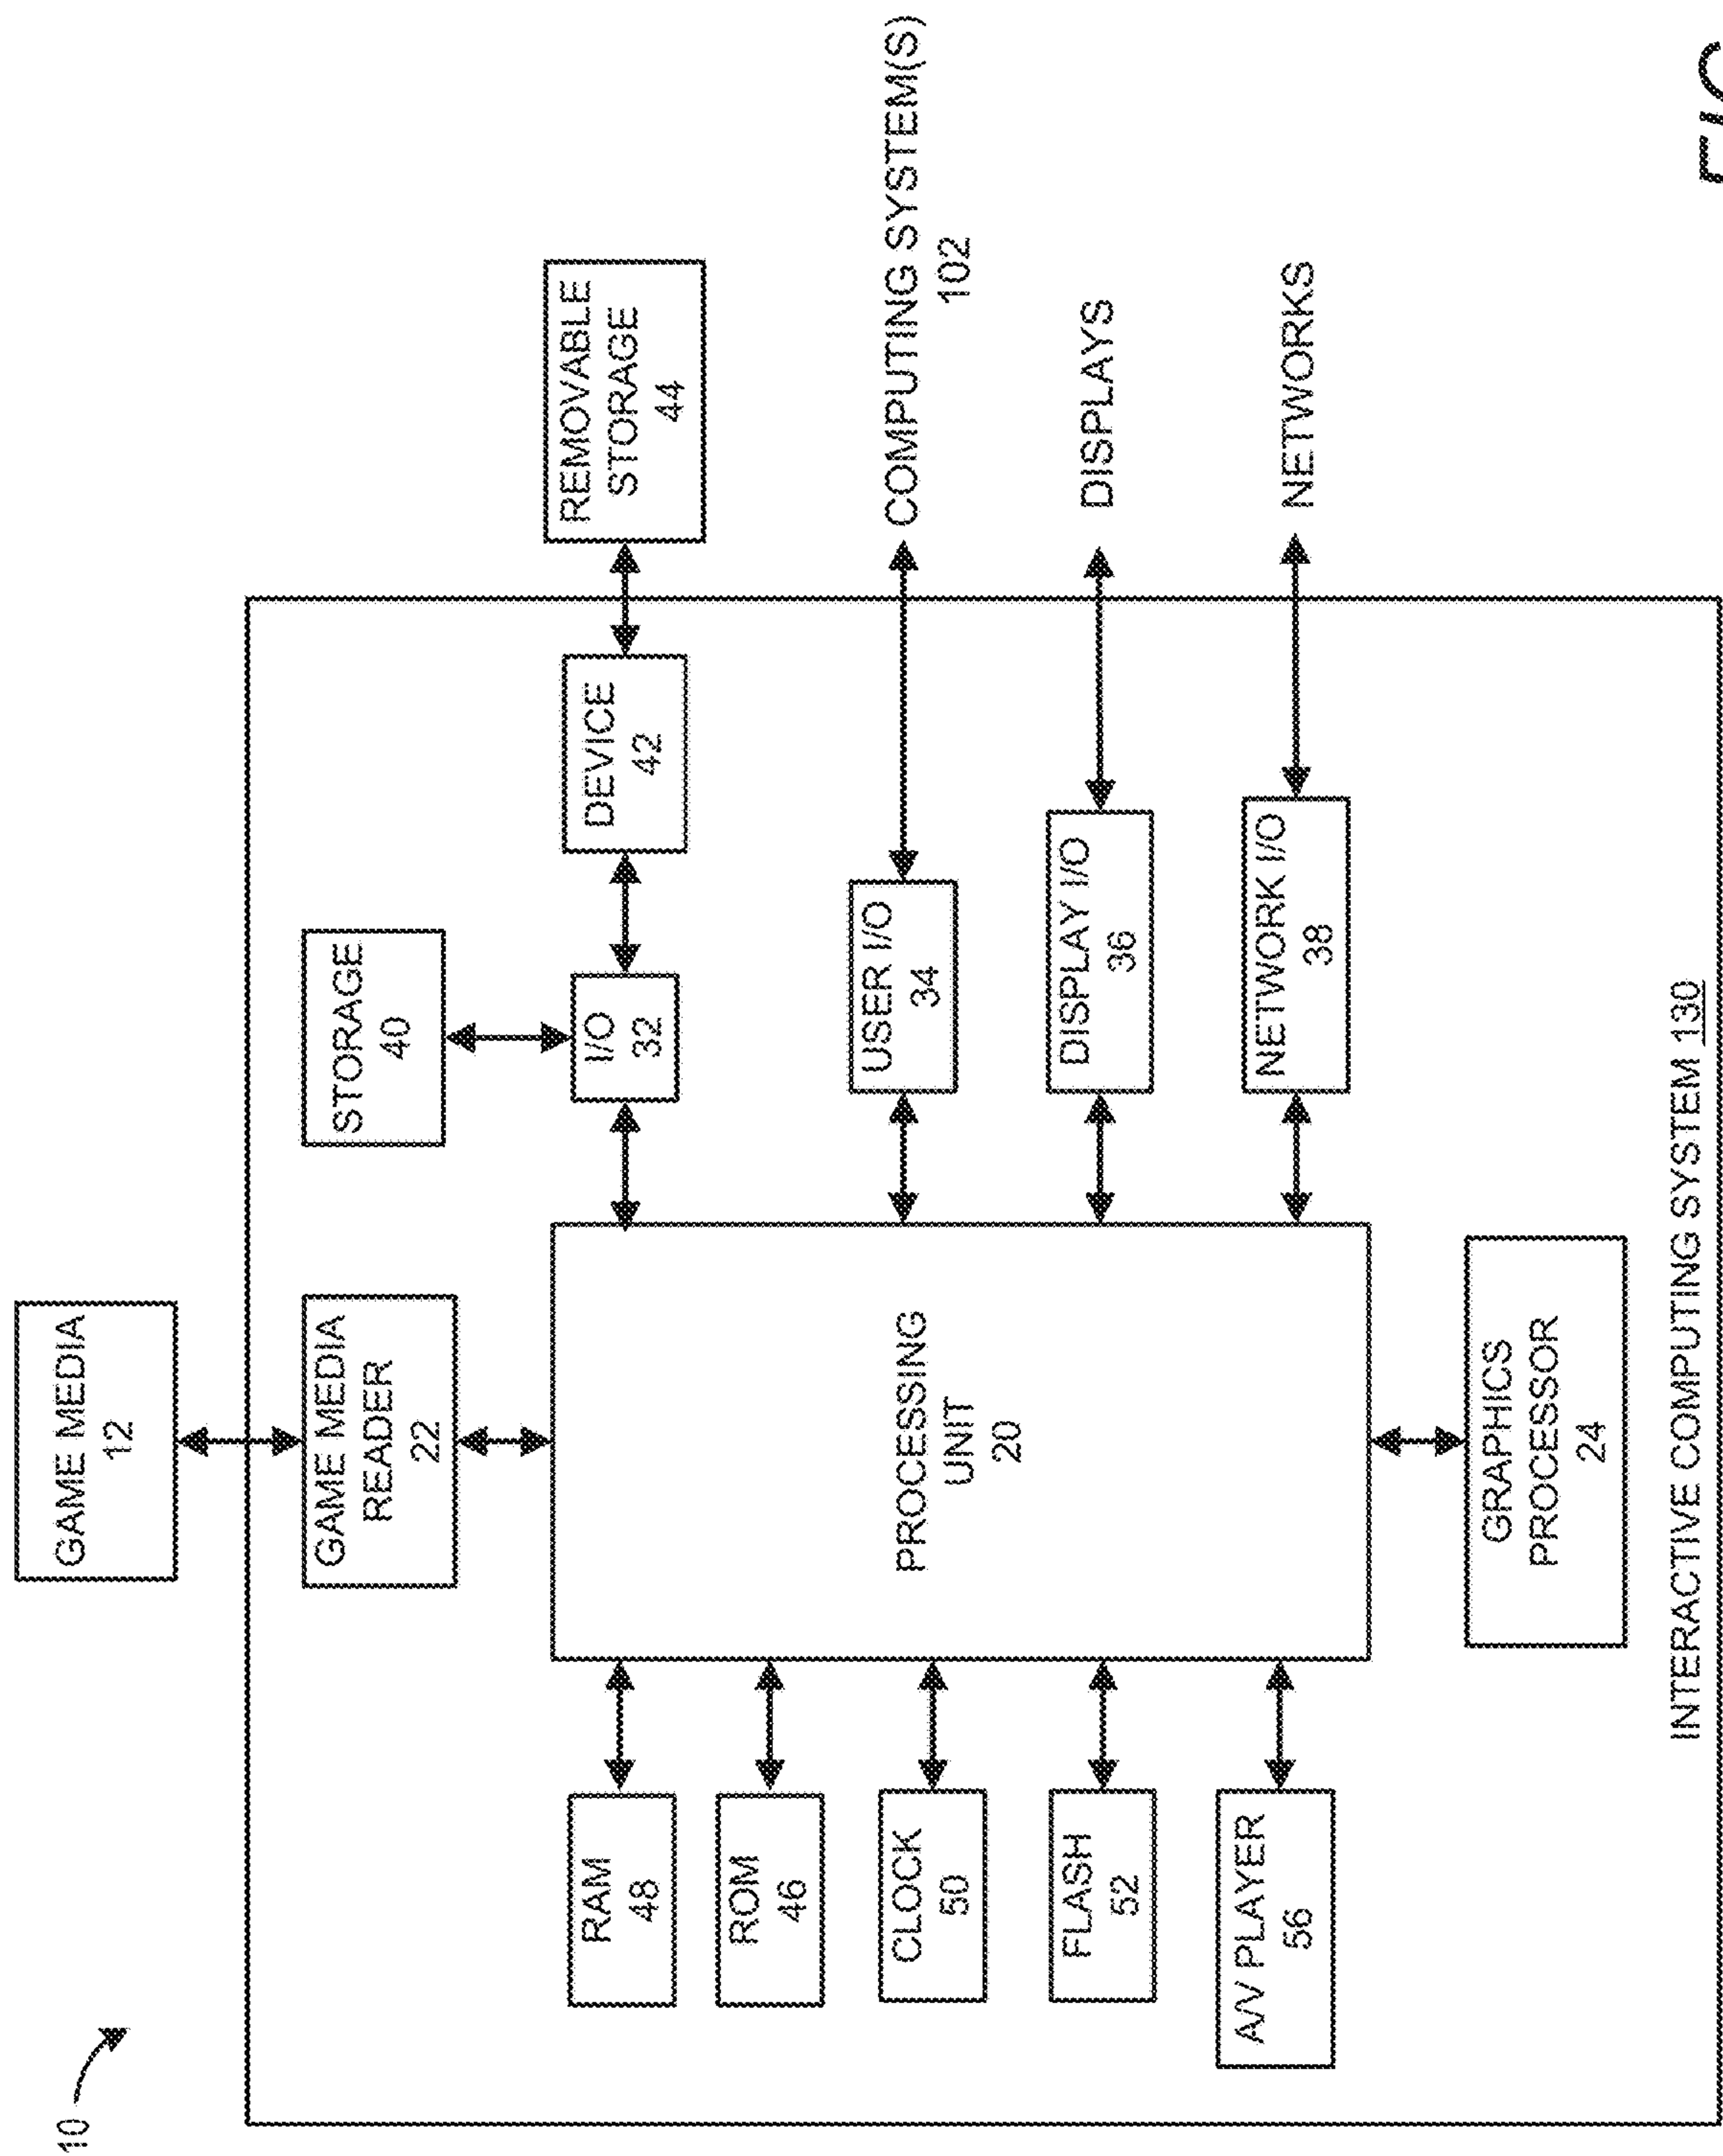 10
GAME MEDIA
12
GAME MEDIA
READER
22
STORAGE
40
I/O
32
DEVICE
42
REMOVABLE
STORAGE
44
RAM
48
ROM
46
CLOCK
50
FLASH
52
A/V PLAYER
56
PROCESSING
UNIT
20
USER I/O
34
COMPUTING SYSTEM(S)
102
DISPLAY I/O
36
DISPLAYS
NETWORK I/O
38
NETWORKS
GRAPHICS
PROCESSOR
24
INTERACTIVE COMPUTING SYSTEM 130